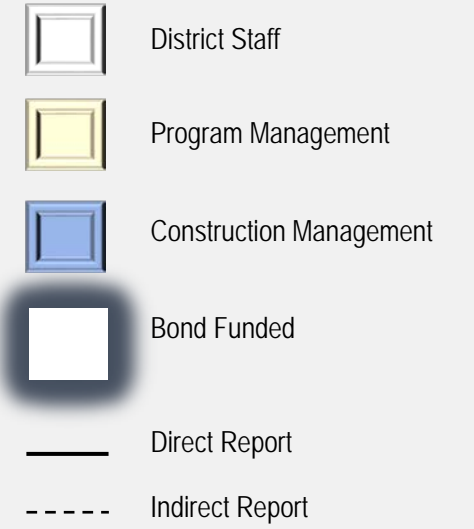 District Staff
Program Management
Construction Management
Bond Funded
Direct Report
Indirect Report